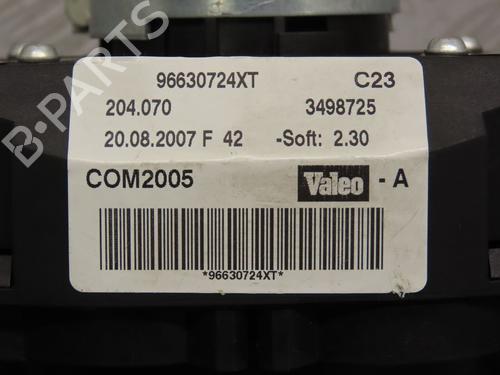 96630724XT C23
204.070 3498725
20.08.2007 F 42 -Soft: 2.30
COM2005 Valeo - A
*96630724XT*
B-Parts